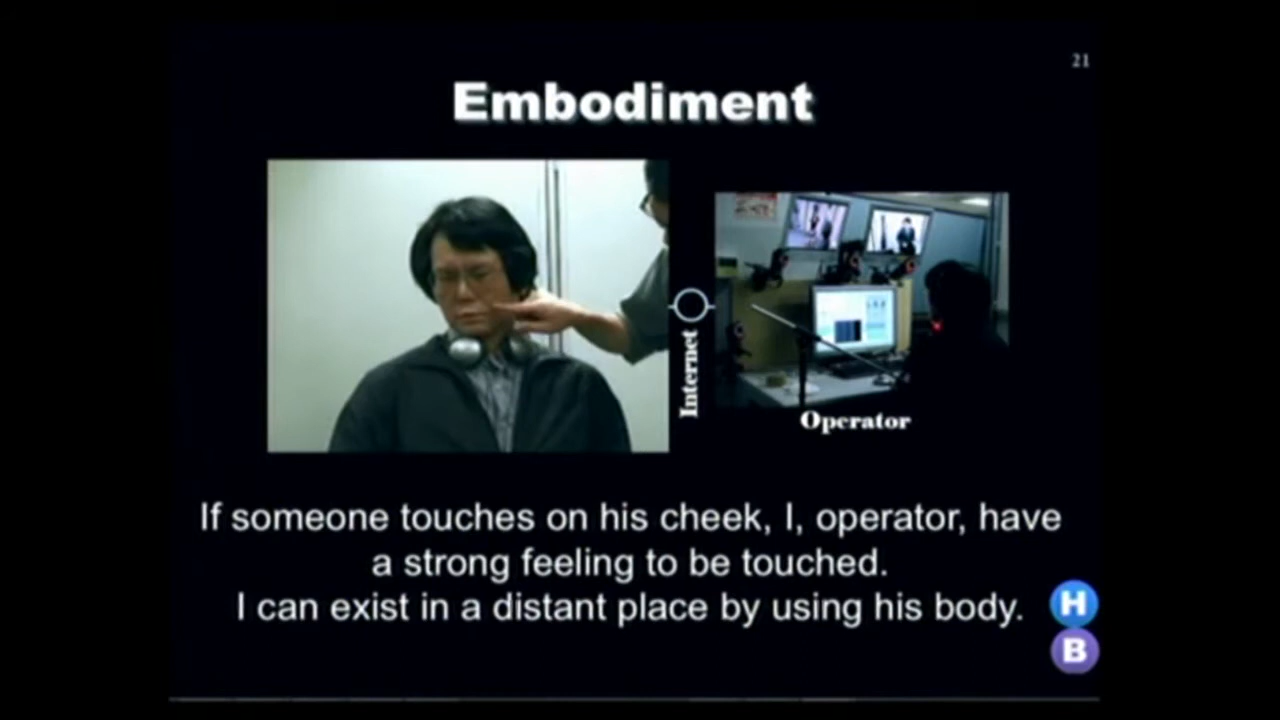 21
Embodiment
Internet
Operator
If someone touches on his cheek, I, operator, have
a strong feeling to be touched.
I can exist in a distant place by using his body.
H
B